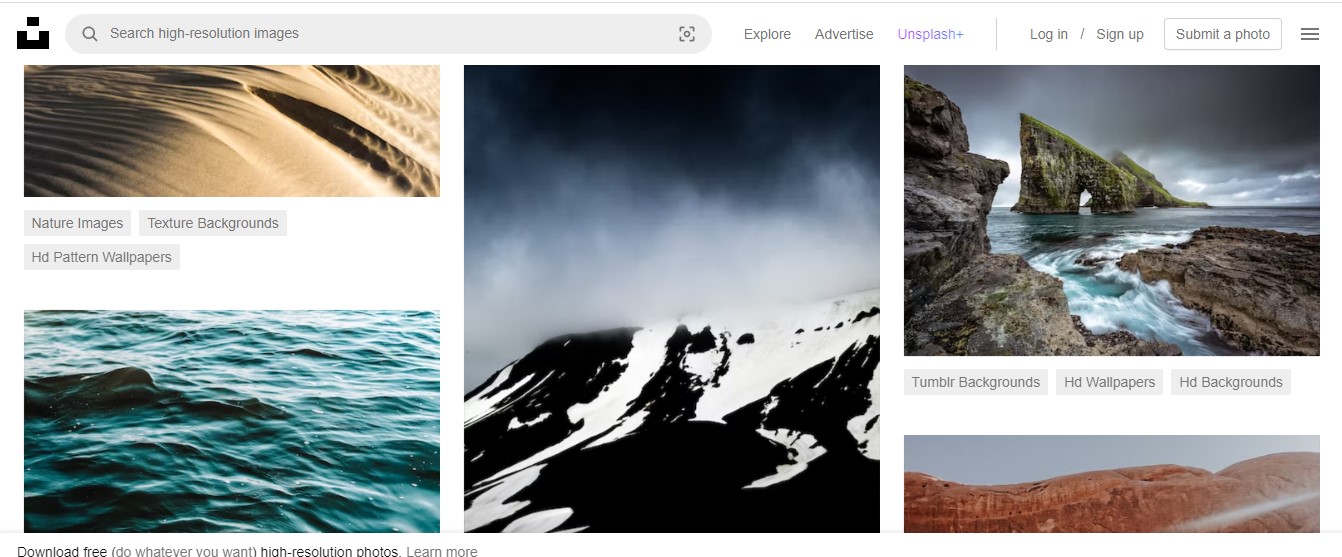 Search high-resolution images
Explore Advertise Unsplash+ Log in / Sign up Submit a photo
Nature Images Texture Backgrounds
Hd Pattern Wallpapers
Tumblr Backgrounds Hd Wallpapers Hd Backgrounds
Download free (do whatever you want) high-resolution photos. Learn more